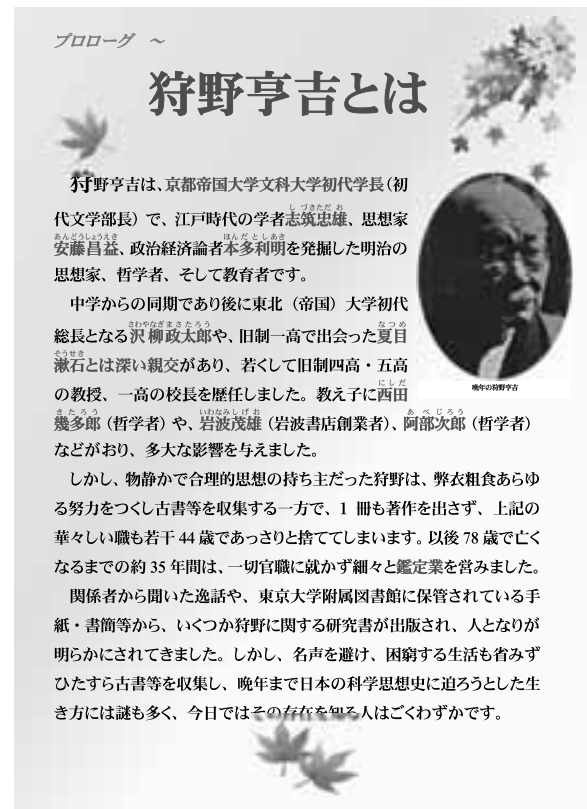 プロローグ　～
狩野亨吉とは
狩野亨吉は、京都帝国大学文科大学初代学長（初
代文学部長）で、江戸時代の学者志筑忠雄、思想家
安藤昌益、政治経済論者本多利明を発掘した明治の
思想家、哲学者、そして教育者です。
中学からの同期であり後に東北（帝国）大学初代
総長となる沢柳政太郎や、旧制一高で出会った夏目
漱石とは深い親交があり、若くして旧制四高・五高
の教授、一高の校長を歴任しました。教え子に西田
幾多郎（哲学者）や、岩波茂雄（岩波書店創業者）、阿部次郎（哲学者）
などがおり、多大な影響を与えました。
しかし、物静かで合理的思想の持ち主だった狩野は、弊衣粗食あらゆ
る努力をつくし古書等を収集する一方で、1 冊も著作を出さず、上記の
華々しい職も若干 44 歳であっさりと捨ててしまいます。以後 78 歳で亡く
なるまでの約 35 年間は、一切官職に就かず細々と鑑定業を営みました。
関係者から聞いた逸話や、東京大学附属図書館に保管されている手
紙・書簡等から、いくつか狩野に関する研究書が出版され、人となりが
明らかにされてきました。しかし、名声を避け、困窮する生活も省みず
ひたすら古書等を収集し、晩年まで日本の科学思想史に迫ろうとした生
き方には謎も多く、今日ではその存在を知る人はごくわずかです。
晩年の狩野亨吉